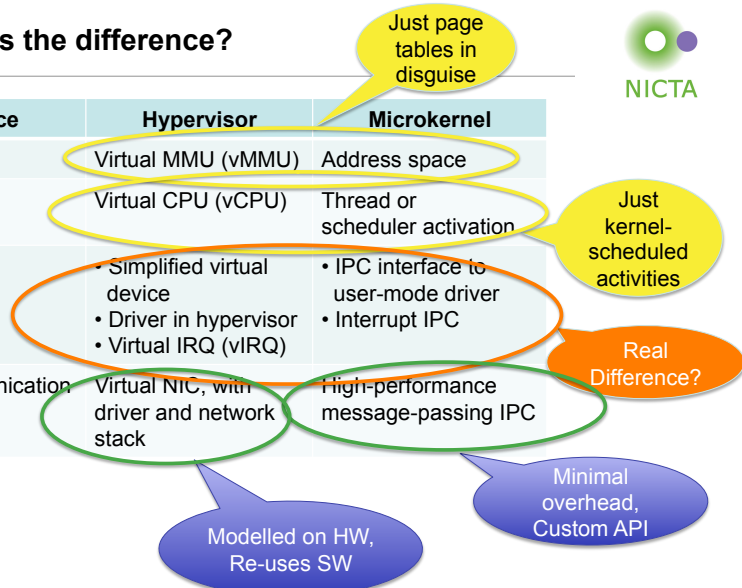 s the difference?
Just page
tables in
disguise
NICTA
ce
Hypervisor
Microkernel
Virtual MMU (vMMU)
Address space
Virtual CPU (vCPU)
Thread or
scheduler activation
Just
kernel-
scheduled
activities
• Simplified virtual
device
• Driver in hypervisor
• Virtual IRQ (vIRQ)
• IPC interface to
user-mode driver
• Interrupt IPC
Real
Difference?
nication
Virtual NIC, with
driver and network
stack
High-performance
message-passing IPC
Minimal
overhead,
Custom API
Modelled on HW,
Re-uses SW